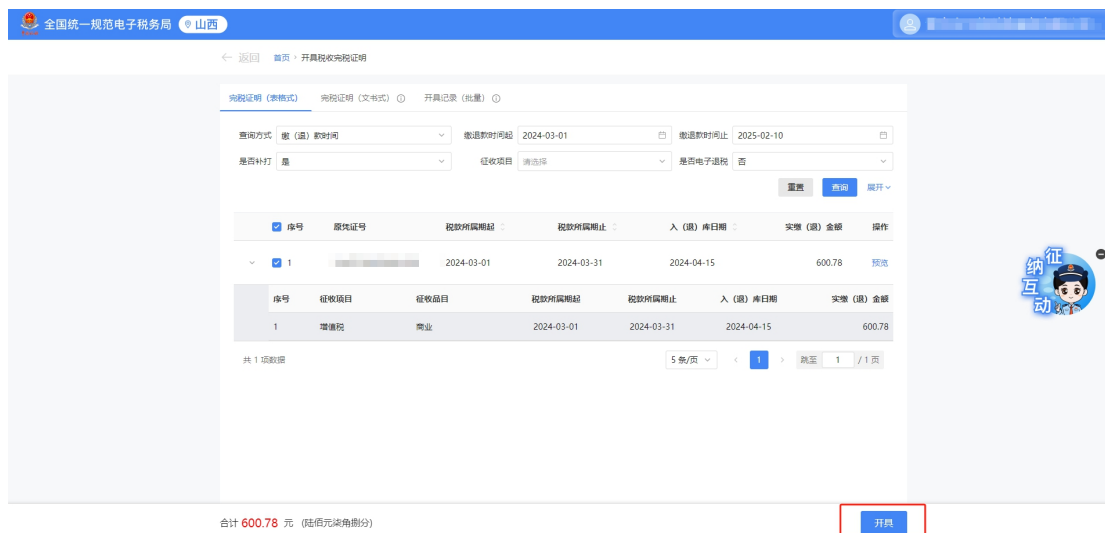 全国统一规范电子税务局 山西
返回 首页 › 开具税收完税证明
完税证明（表格式） 完税证明（文书式） 开具记录（批量）
查询方式 缴（退）款时间 缴退款时间起 2024-03-01 缴退款时间止 2025-02-10
是否补打 是 征收项目 请选择 是否电子退税 否
重置 查询 展开
序号 原凭证号 税款所属期起 税款所属期止 入（退）库日期 实缴（退）金额 操作
1 2024-03-01 2024-03-31 2024-04-15 600.78 预览
序号 征收项目 征收品目 税款所属期起 税款所属期止 入（退）库日期 实缴（退）金额
1 增值税 商业 2024-03-01 2024-03-31 2024-04-15 600.78
共 1 项数据 5 条/页 ‹ 1 › 跳至 1 / 1 页
征纳互动
合计 600.78 元 (陆佰元柒角捌分) 开具